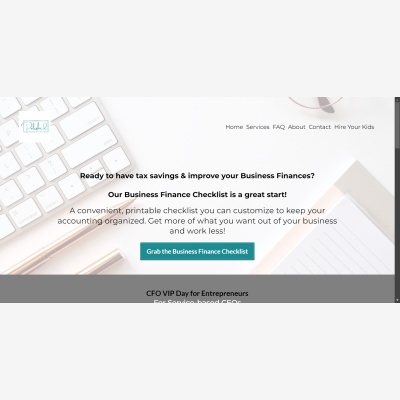 Home Services FAQ About Contact Hire Your Kids
Ready to have tax savings & improve your Business Finances?
Our Business Finance Checklist is a great start!
A convenient, printable checklist you can customize to keep your
accounting organized. Get more of what you want out of your business
and work less!
Grab the Business Finance Checklist
CFO VIP Day for Entrepreneurs
For Service-based CEOs